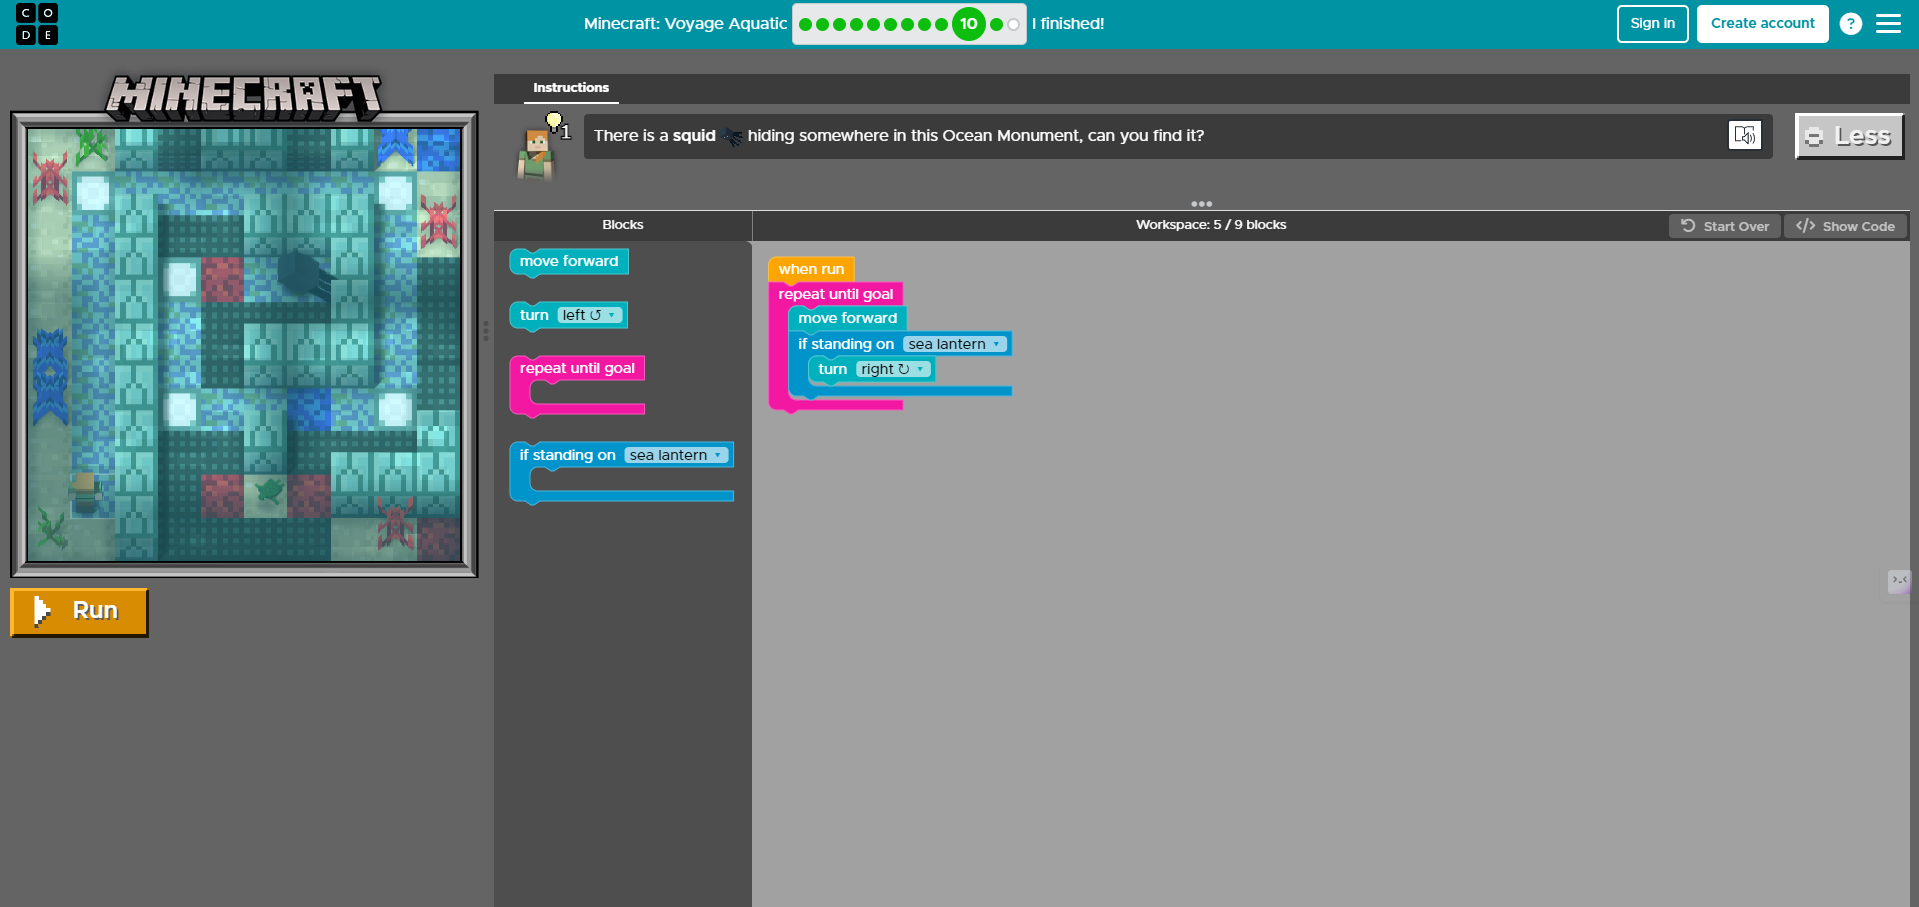 CODE
Minecraft: Voyage Aquatic
10
I finished!
Sign in
Create account
?
MINECRAFT
Instructions
1
There is a squid hiding somewhere in this Ocean Monument, can you find it?
Less
Blocks
Workspace: 5 / 9 blocks
Start Over
</> Show Code
move forward
turn left ↺
repeat until goal
if standing on sea lantern
when run
repeat until goal
move forward
if standing on sea lantern
turn right ↻
Run